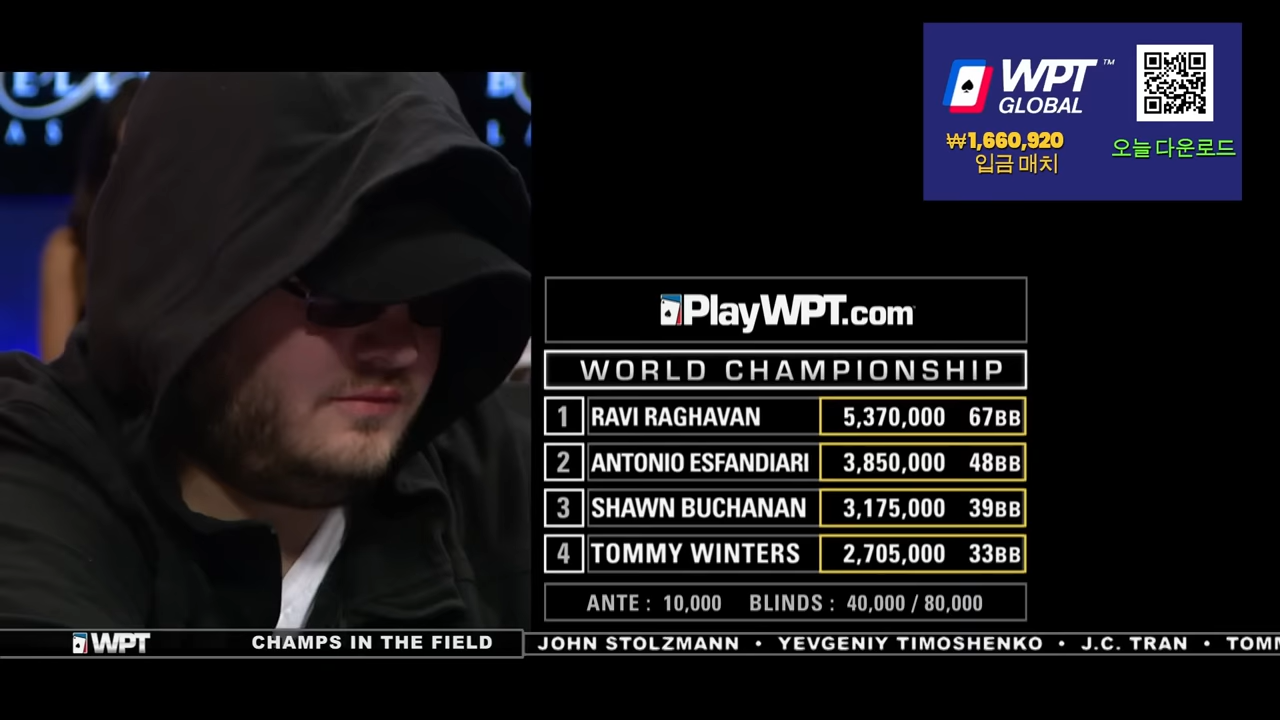 WPT™
GLOBAL
₩1,660,920
입금 매치
오늘 다운로드
PlayWPT.com
WORLD CHAMPIONSHIP
1 RAVI RAGHAVAN 5,370,000 67BB
2 ANTONIO ESFANDIARI 3,850,000 48BB
3 SHAWN BUCHANAN 3,175,000 39BB
4 TOMMY WINTERS 2,705,000 33BB
ANTE : 10,000 BLINDS : 40,000 / 80,000
WPT CHAMPS IN THE FIELD JOHN STOLZMANN • YEVGENIY TIMOSHENKO • J.C. TRAN •